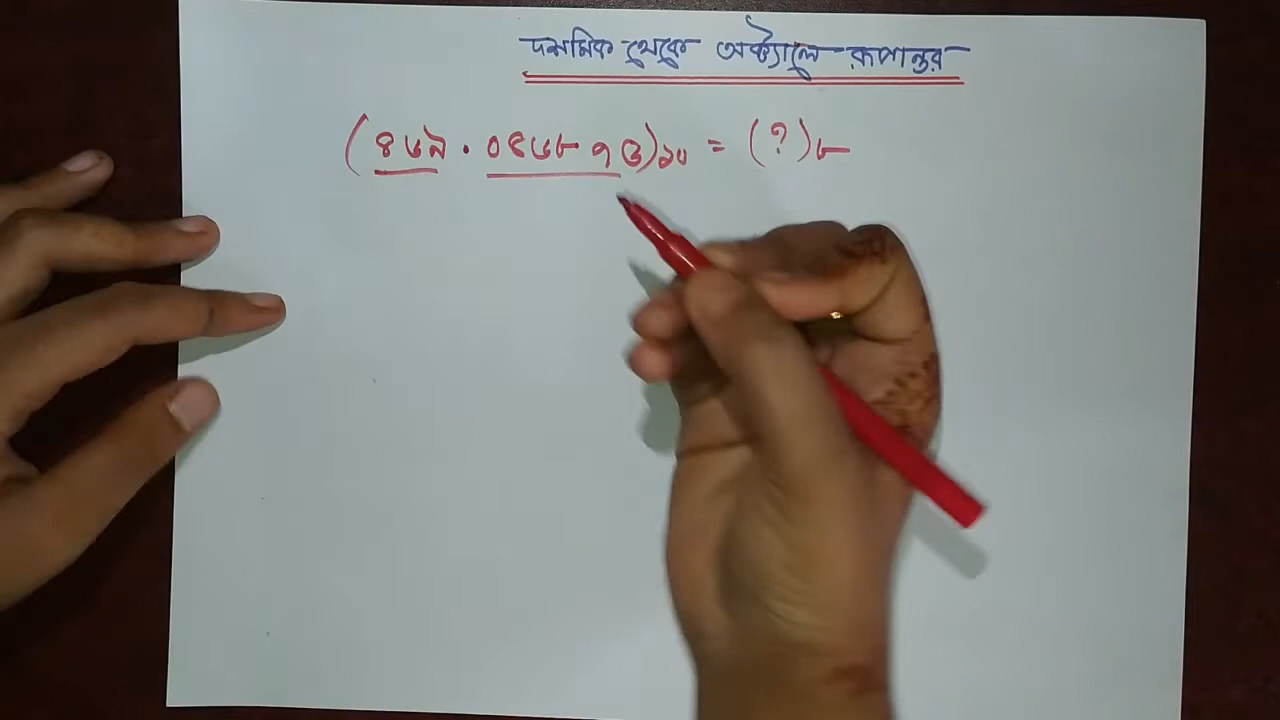 দশমিক থেকে অক্ট্যালে রূপান্তর
(৪৬৯.০৪৬৮৭৫)১০ = (?)৮